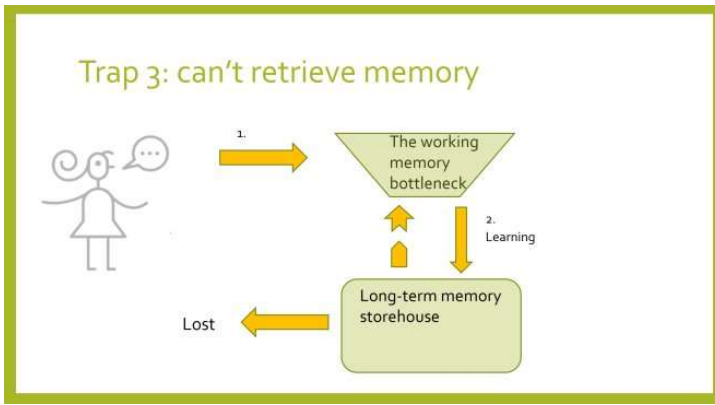 Trap 3: can't retrieve memory
1.
The working
memory
bottleneck
2.
Learning
Long-term memory
storehouse
Lost